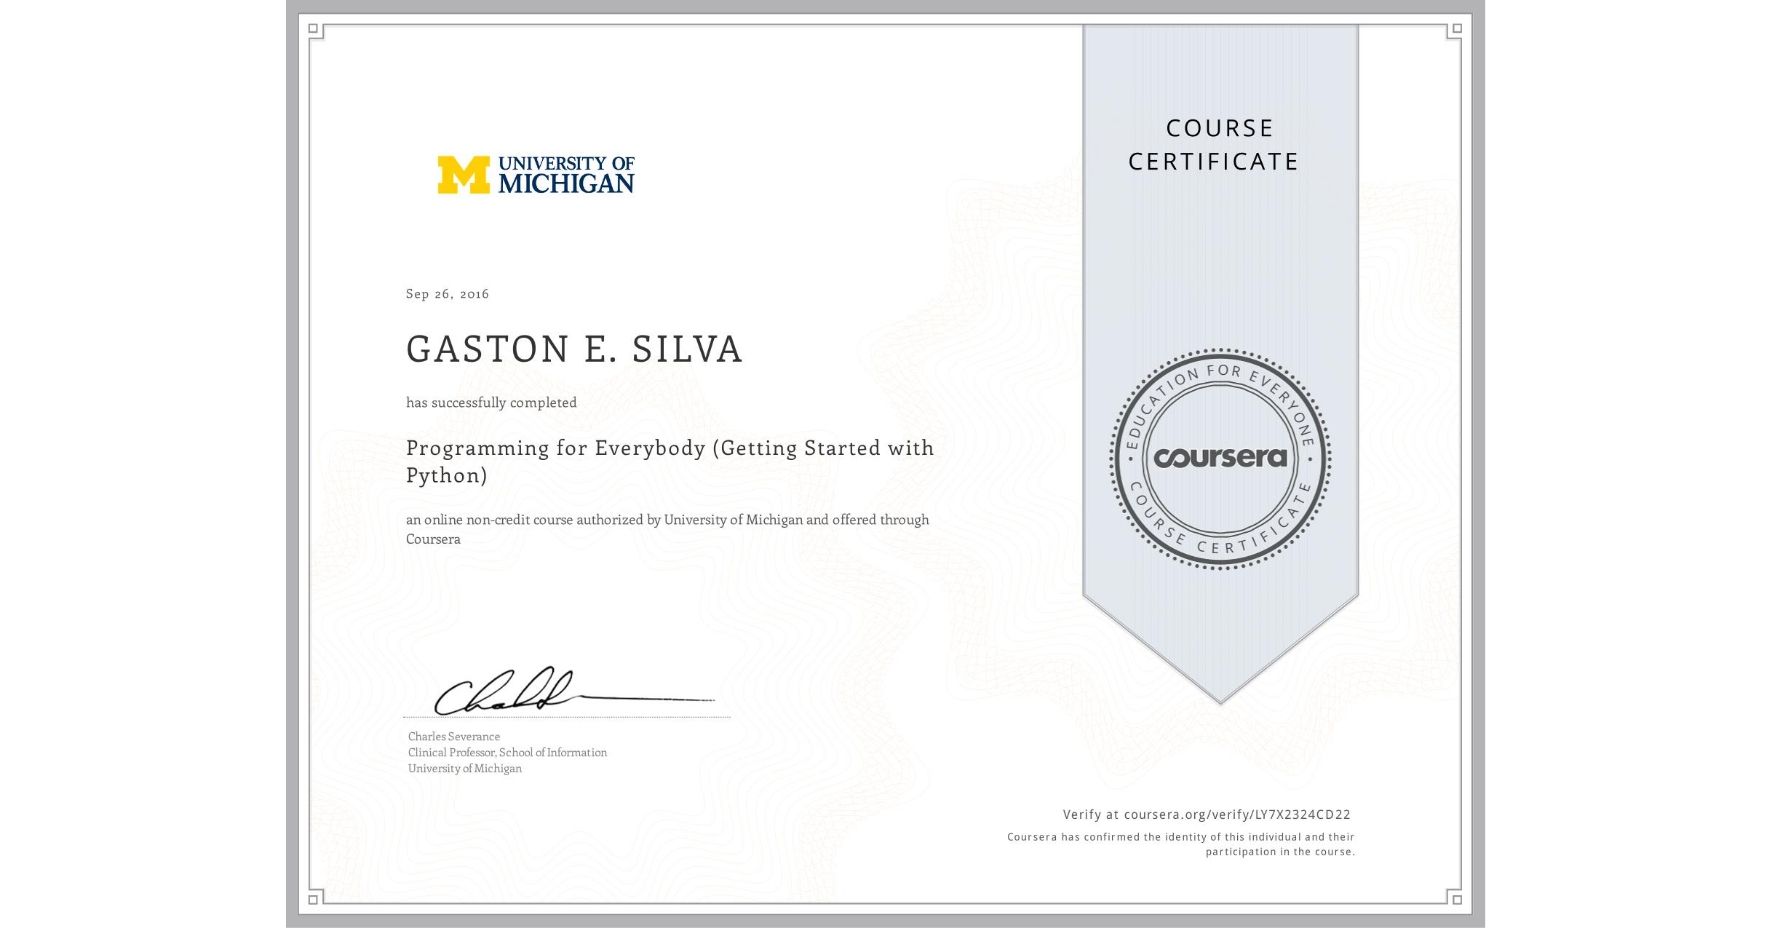 UNIVERSITY OF
MICHIGAN
Sep 26, 2016
GASTON E. SILVA
has successfully completed
Programming for Everybody (Getting Started with
Python)
an online non-credit course authorized by University of Michigan and offered through
Coursera
Charles Severance
Clinical Professor, School of Information
University of Michigan
COURSE
CERTIFICATE
EDUCATION FOR EVERYONE
coursera
COURSE CERTIFICATE
Verify at coursera.org/verify/LY7X2324CD22
Coursera has confirmed the identity of this individual and their
participation in the course.